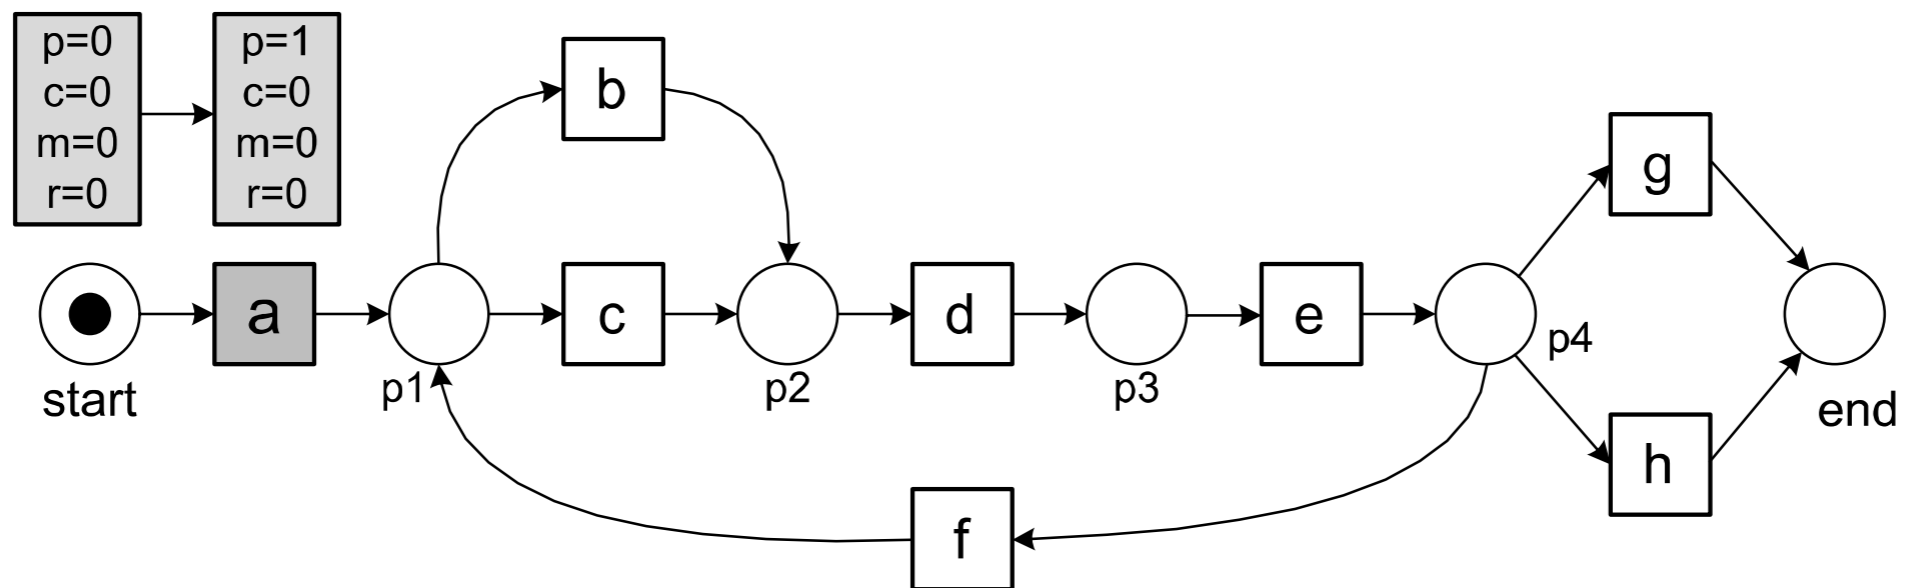 p=0
c=0
m=0
r=0
p=1
c=0
m=0
r=0
b
g
a
c
d
e
p4
start
p1
p2
p3
end
h
f